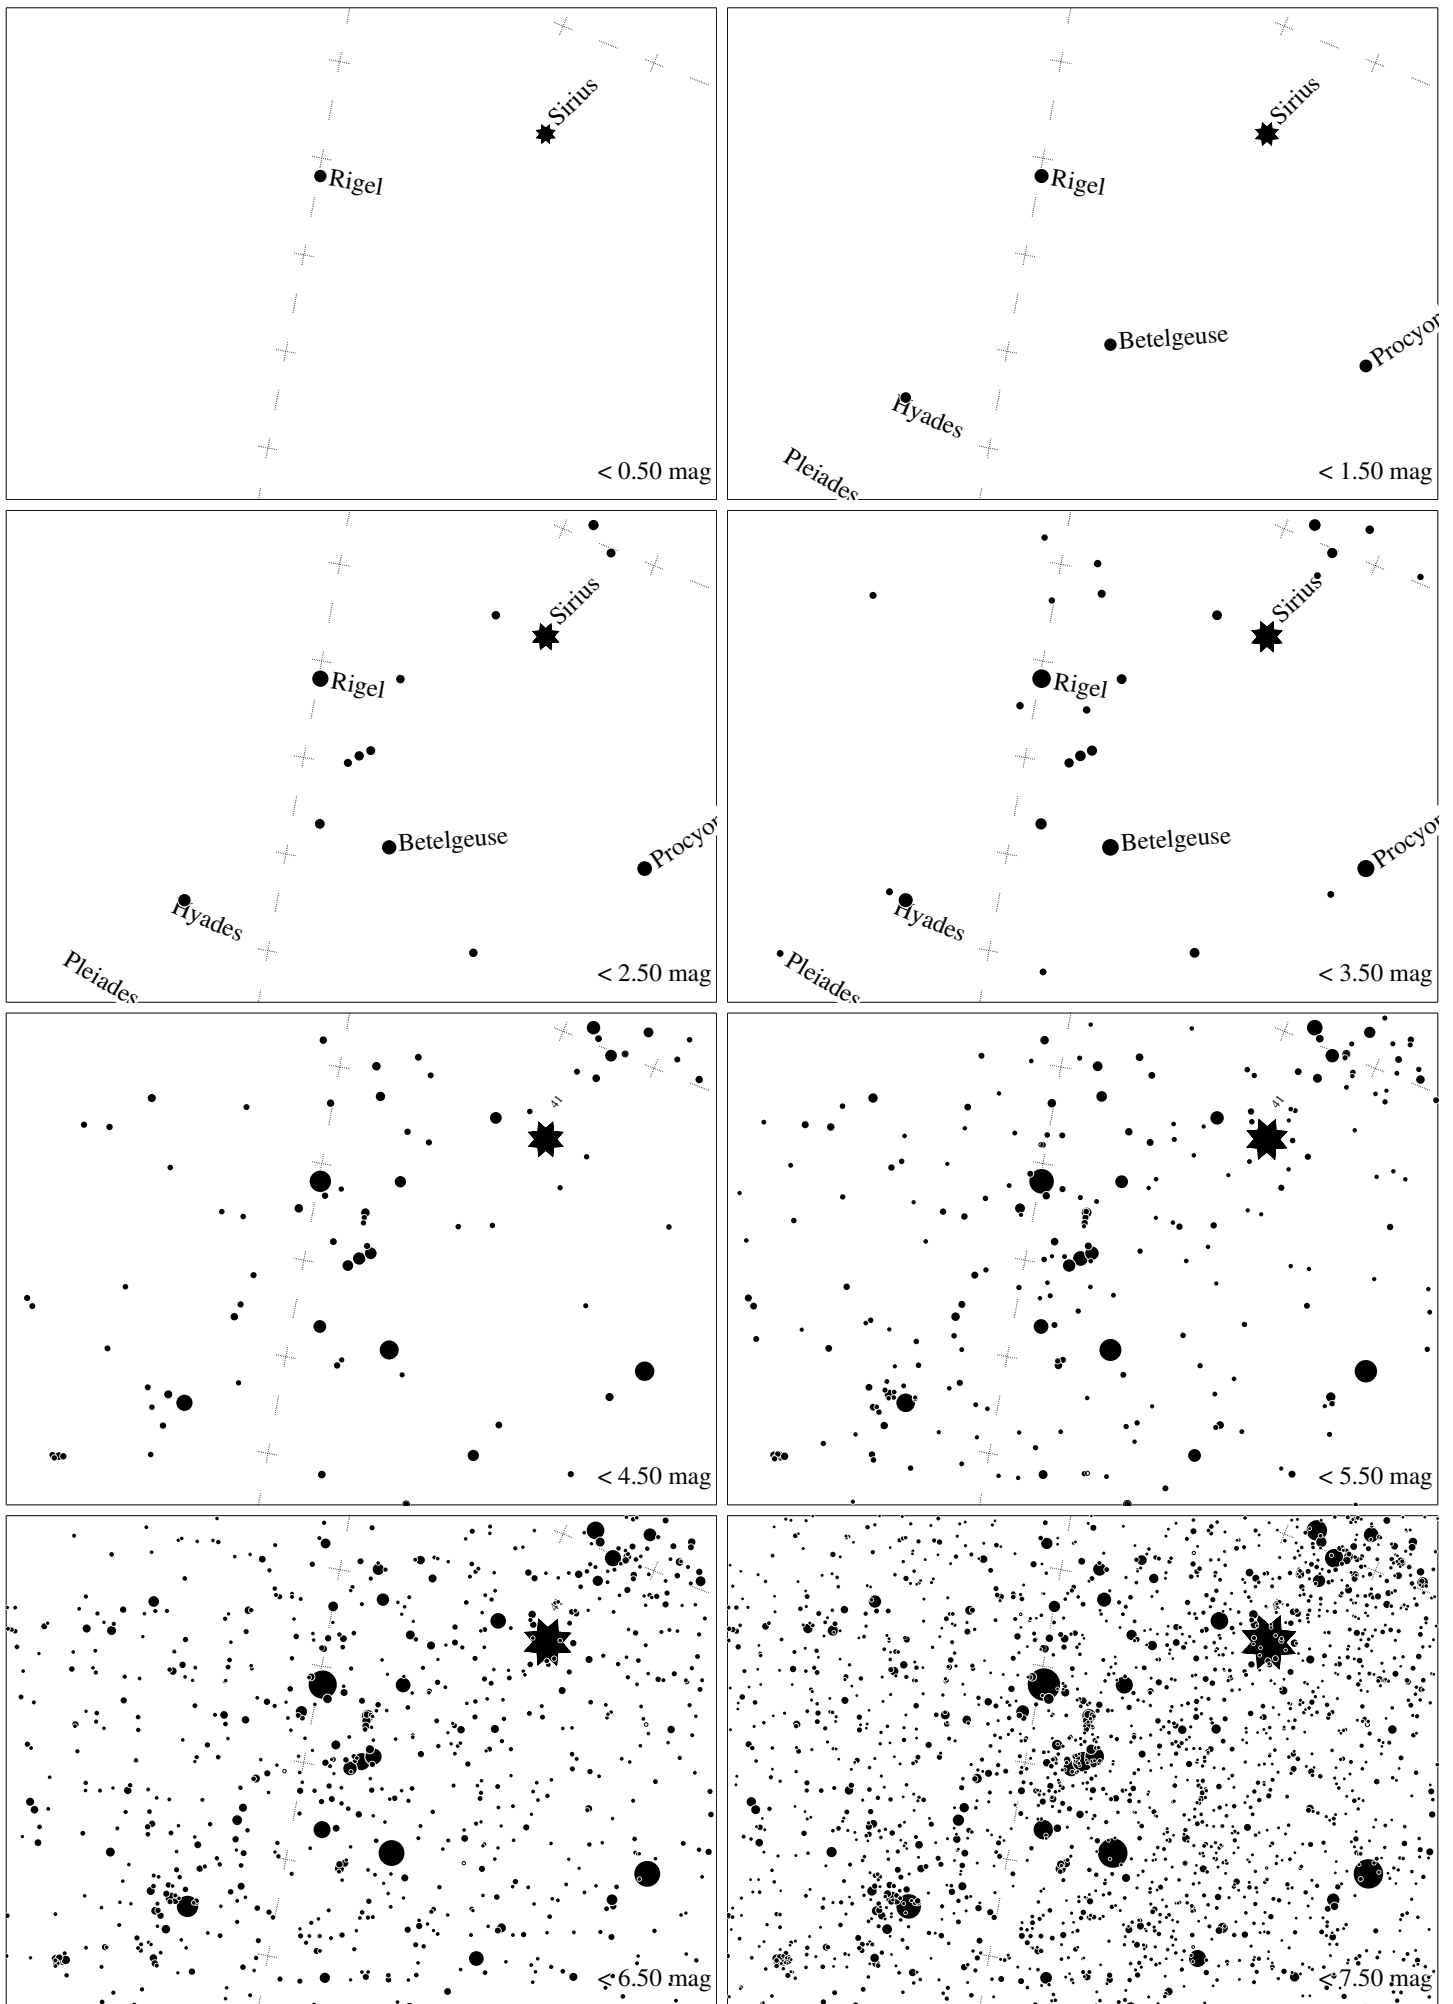 Sirius
Rigel
< 0.50 mag
Sirius
Rigel
Betelgeuse
Procyon
Hyades
Pleiades
< 1.50 mag
Sirius
Rigel
Betelgeuse
Procyon
Hyades
Pleiades
< 2.50 mag
Sirius
Rigel
Betelgeuse
Procyon
Hyades
Pleiades
< 3.50 mag
41
< 4.50 mag
41
< 5.50 mag
< 6.50 mag
< 7.50 mag